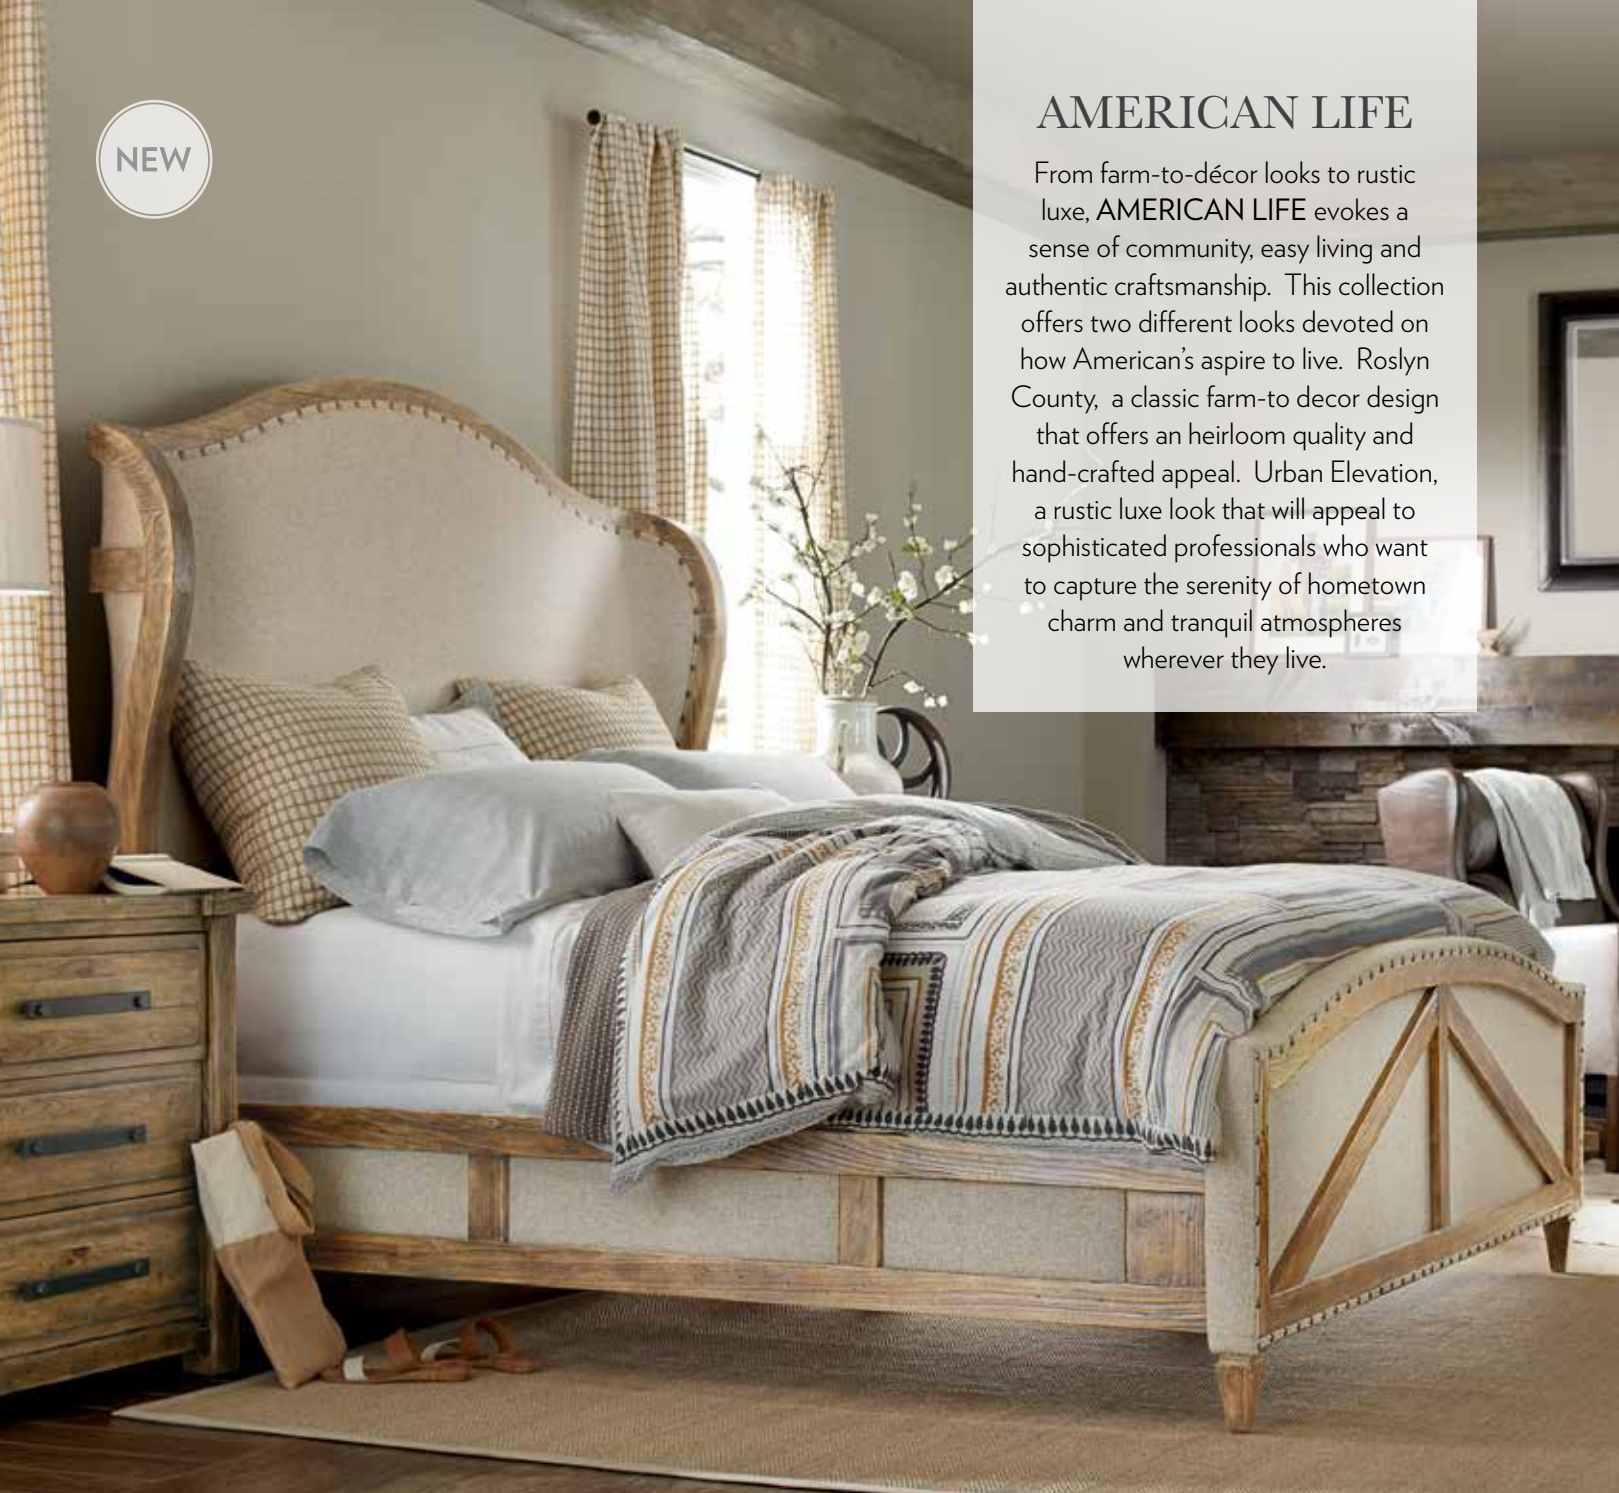 NEW
AMERICAN LIFE
From farm-to-décor looks to rustic
luxe, AMERICAN LIFE evokes a
sense of community, easy living and
authentic craftsmanship.  This collection
offers two different looks devoted on
how American’s aspire to live.  Roslyn
County,  a classic farm-to decor design
that offers an heirloom quality and
hand-crafted appeal.  Urban Elevation,
a rustic luxe look that will appeal to
sophisticated professionals who want
to capture the serenity of hometown
charm and tranquil atmospheres
wherever they live.